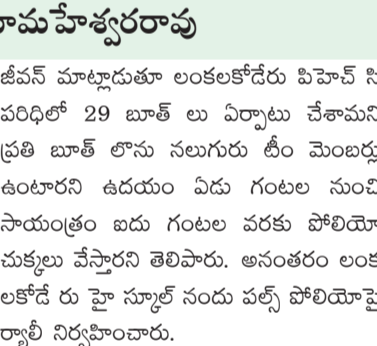 ామహేశ్వరరావు
జీవన్ మాట్లాడుతూ లంకలకోడేరు పిహెచ్ సి
పరిధిలో 29 బూత్ లు ఏర్పాటు చేశామని
ప్రతి బూత్ లొను నలుగురు టీం మెంబర్లు
ఉంటారని ఉదయం ఏడు గంటల నుంచి
సాయంత్రం ఐదు గంటల వరకు పోలియో
చుక్కలు వేస్తారని తెలిపారు. అనంతరం లంక
లకోడే రు హై స్కూల్ నందు పల్స్ పోలియోపై
ర్యాలీ నిర్వహించారు.